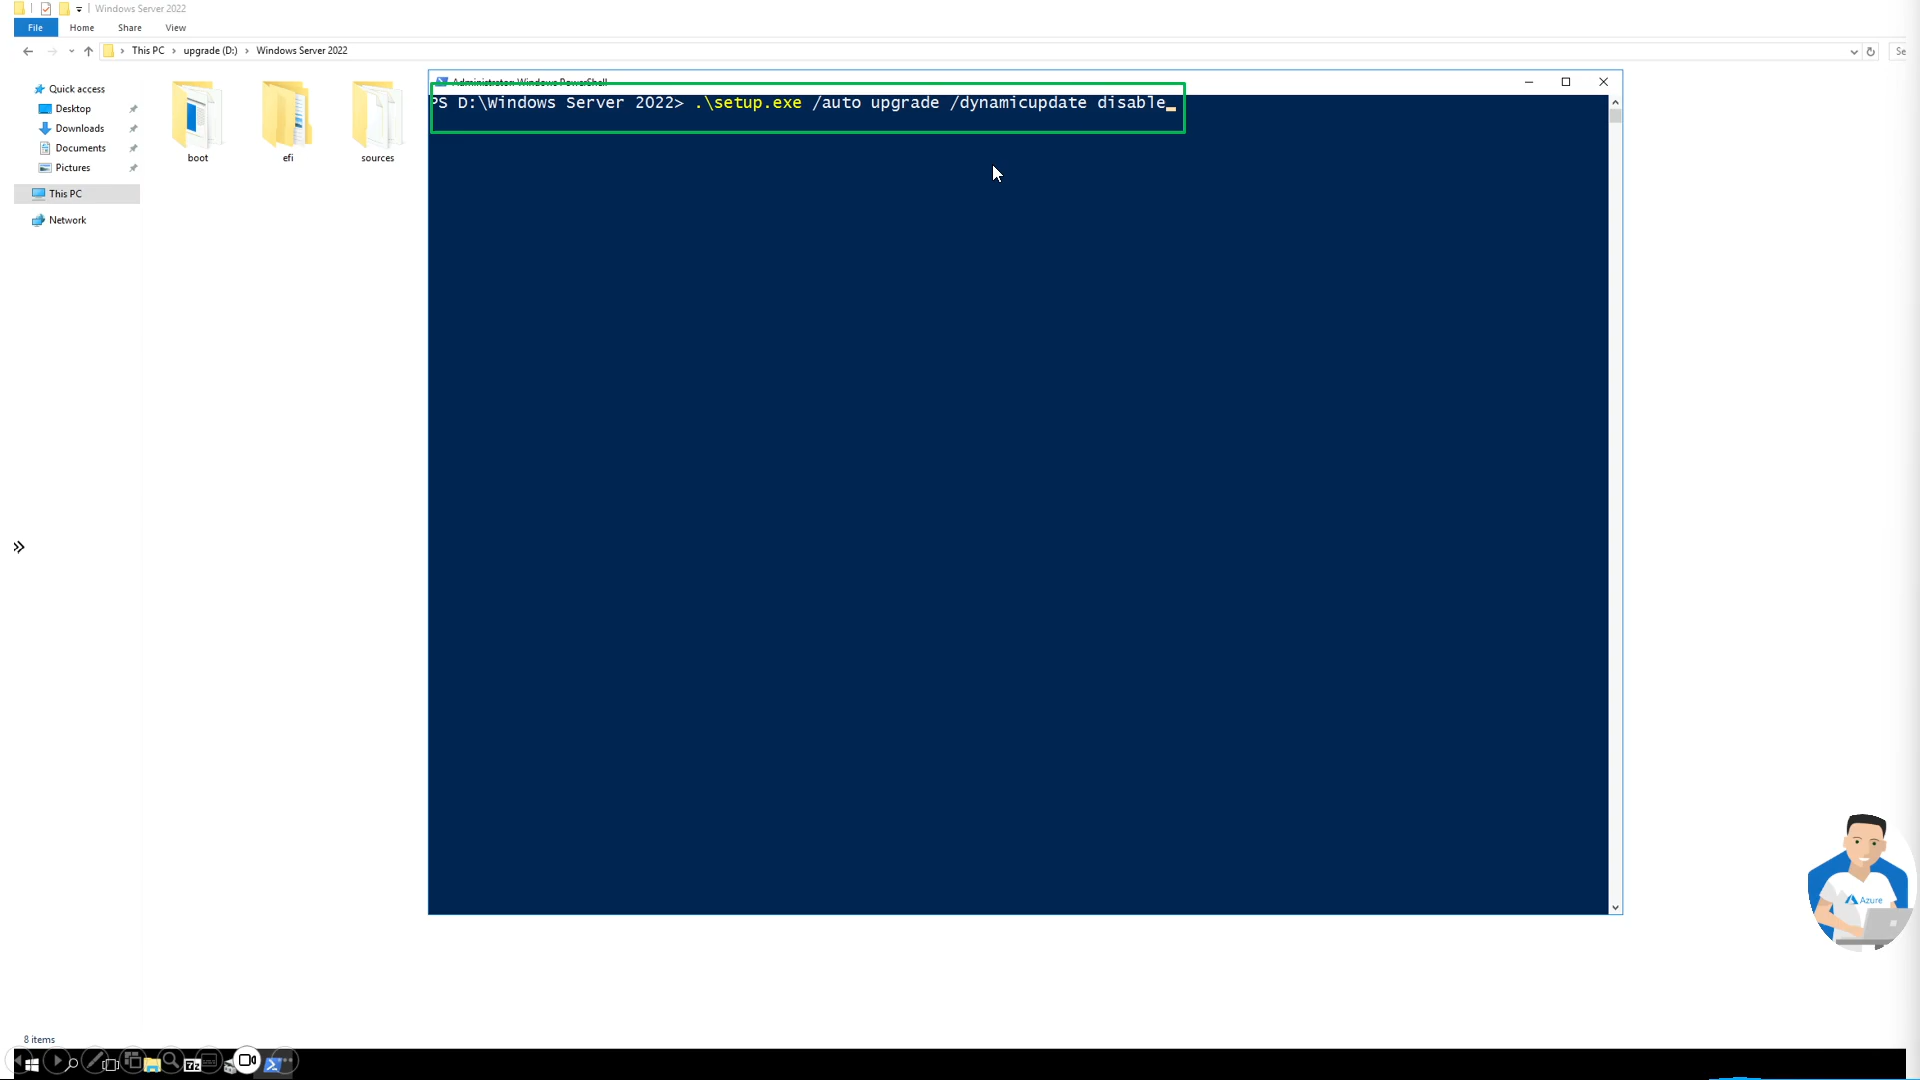 Windows Server 2022
File Home Share View
This PC > upgrade (D:) > Windows Server 2022
Se
Quick access
Desktop
Downloads
Documents
Pictures
This PC
Network
boot efi sources
Administrator: Windows PowerShell
PS D:\Windows Server 2022> .\setup.exe /auto upgrade /dynamicupdate disable
Azure
8 items
7z